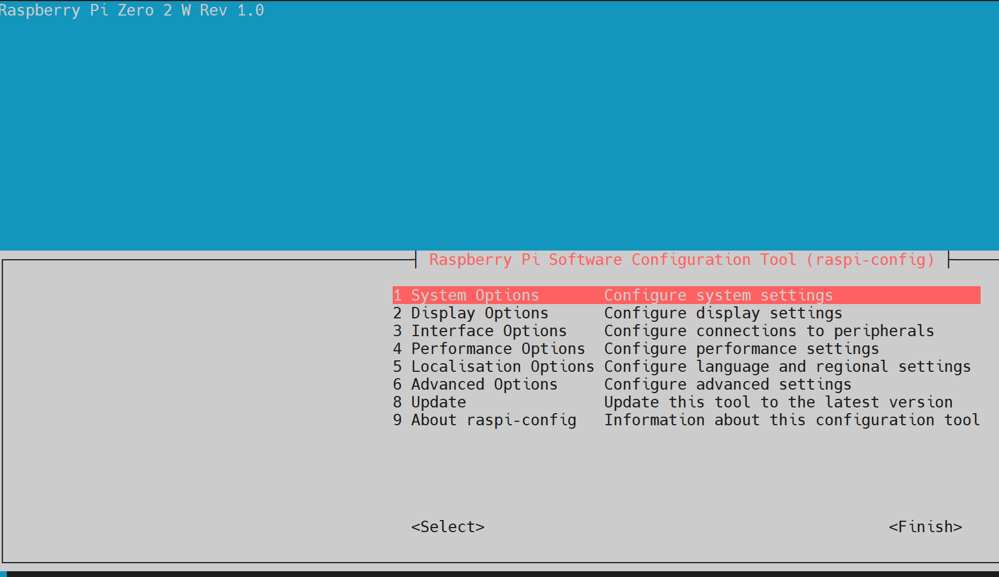 Raspberry Pi Zero 2 W Rev 1.0
Raspberry Pi Software Configuration Tool (raspi-config)
1 System Options Configure system settings
2 Display Options Configure display settings
3 Interface Options Configure connections to peripherals
4 Performance Options Configure performance settings
5 Localisation Options Configure language and regional settings
6 Advanced Options Configure advanced settings
8 Update Update this tool to the latest version
9 About raspi-config Information about this configuration tool
<Select> <Finish>